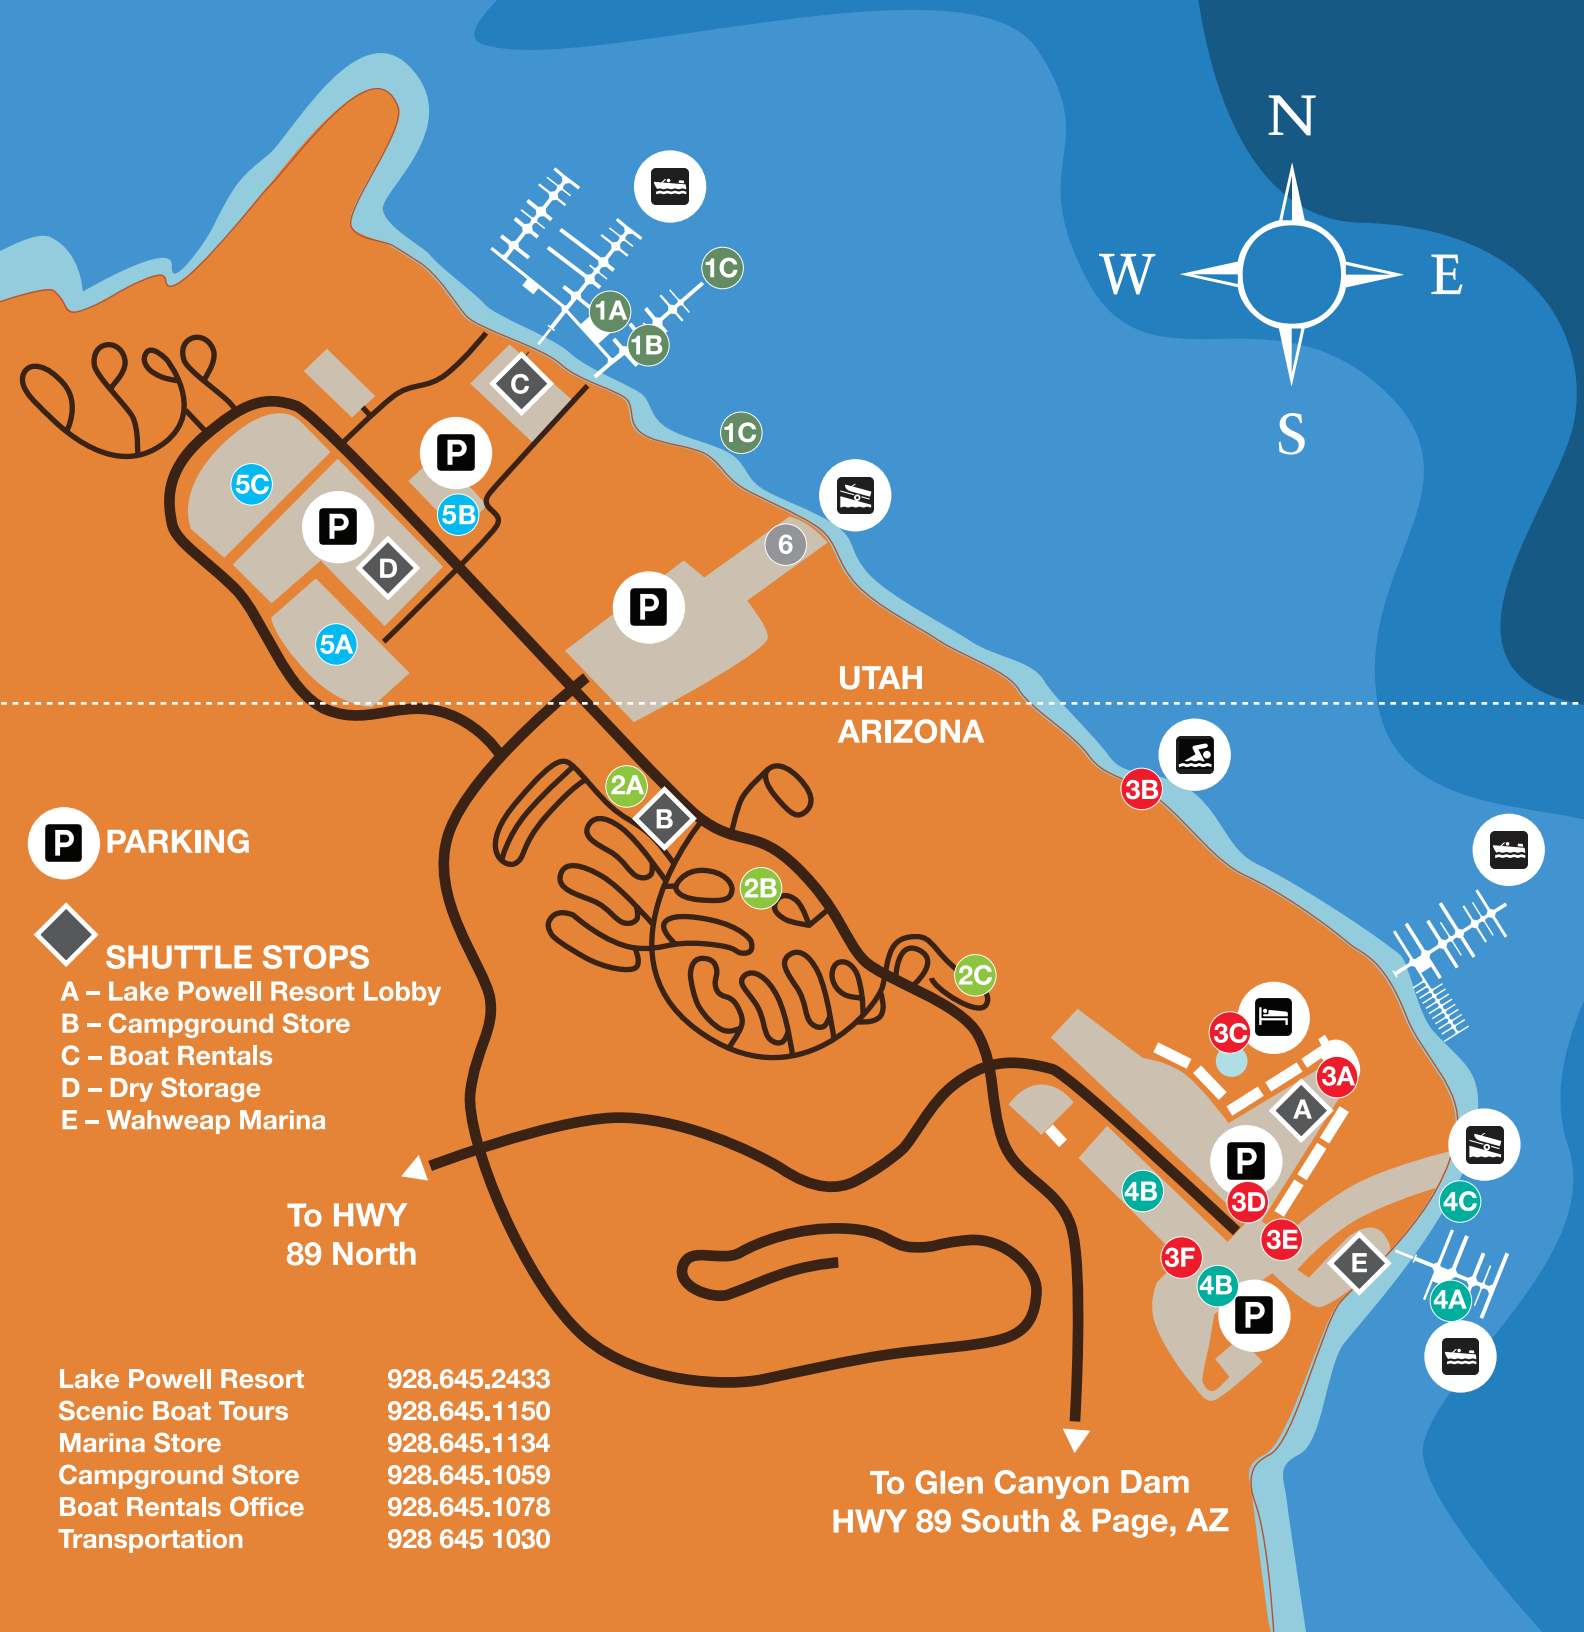 N
W E
S
1C
1A
1B
C
1C
P
5C
5B
P
D
6
P
5A
UTAH
ARIZONA
2A
B
3B
P PARKING
2B
SHUTTLE STOPS
A – Lake Powell Resort Lobby
B – Campground Store
C – Boat Rentals
D – Dry Storage
E – Wahweap Marina
2C
3C
3A
A
P
4B
3D
4C
3E
3F
E
4B
4A
P
To HWY
89 North
Lake Powell Resort 928.645.2433
Scenic Boat Tours 928.645.1150
Marina Store 928.645.1134
Campground Store 928.645.1059
Boat Rentals Office 928.645.1078
Transportation 928 645 1030
To Glen Canyon Dam
HWY 89 South & Page, AZ